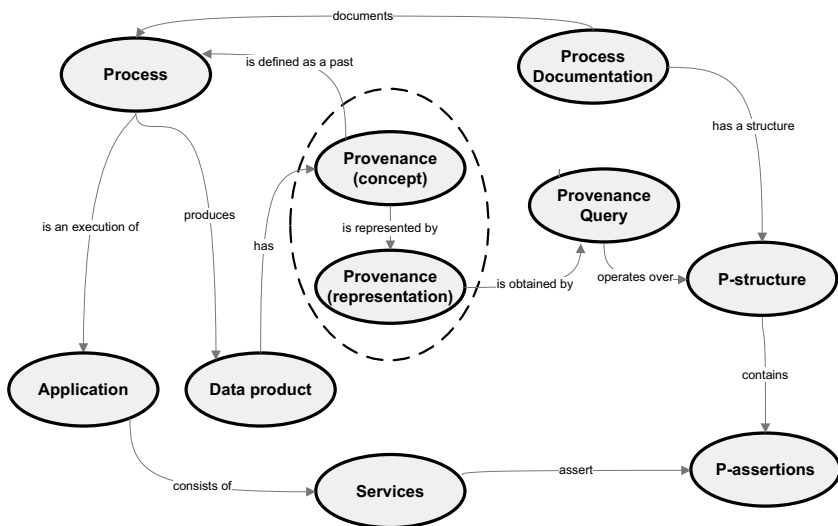 documents
Process
is defined as a past
Process
Documentation
has a structure
Provenance
(concept)
Provenance
Query
is an execution of
produces
has
is represented by
Provenance
(representation)
is obtained by
operates over
P-structure
Application
Data product
contains
consists of
Services
assert
P-assertions